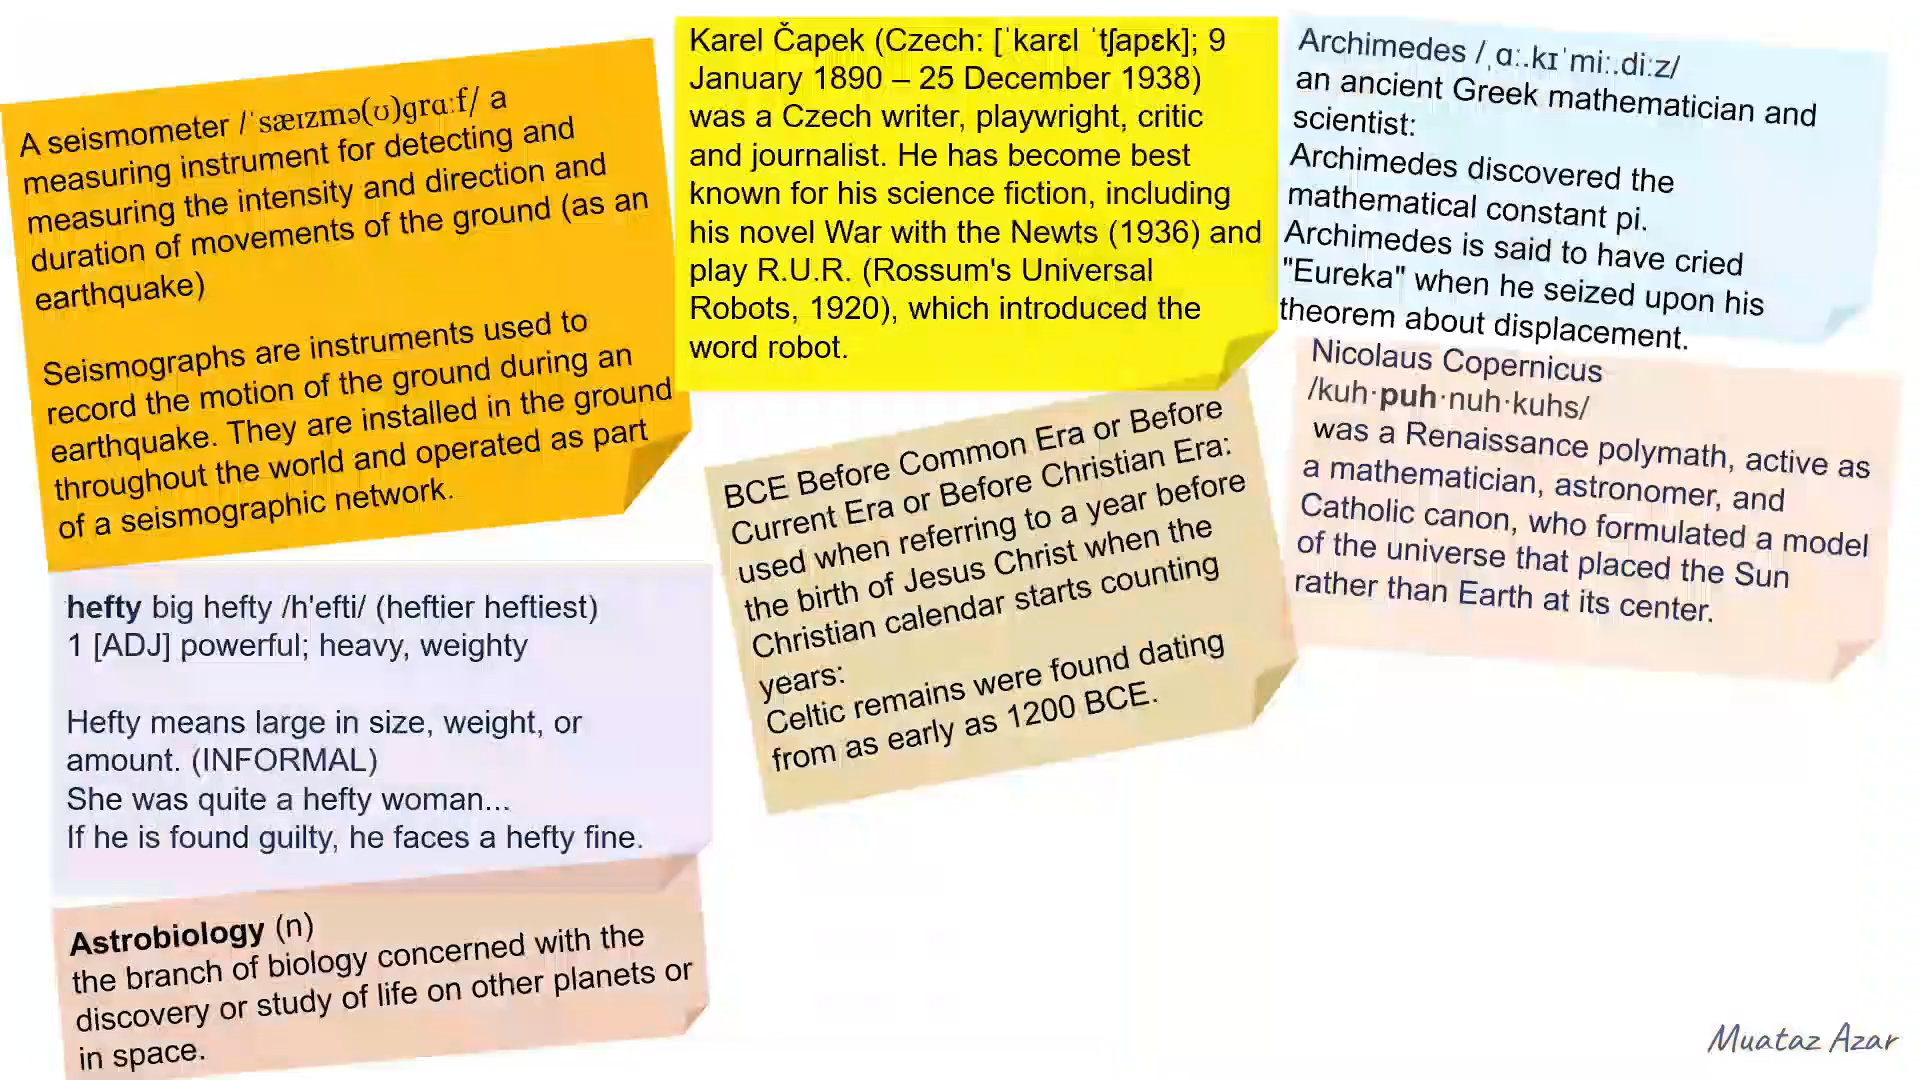 A seismometer /ˈsæɪzmə(ʊ)ɡrɑːf/ a
measuring instrument for detecting and
measuring the intensity and direction and
duration of movements of the ground (as an
earthquake)
Seismographs are instruments used to
record the motion of the ground during an
earthquake. They are installed in the ground
throughout the world and operated as part
of a seismographic network.
hefty big hefty /h'efti/ (heftier heftiest)
1 [ADJ] powerful; heavy, weighty
Hefty means large in size, weight, or
amount. (INFORMAL)
She was quite a hefty woman...
If he is found guilty, he faces a hefty fine.
Astrobiology (n)
the branch of biology concerned with the
discovery or study of life on other planets or
in space.
Karel Čapek (Czech: [ˈkarɛl ˈtʃapɛk]; 9
January 1890 – 25 December 1938)
was a Czech writer, playwright, critic
and journalist. He has become best
known for his science fiction, including
his novel War with the Newts (1936) and
play R.U.R. (Rossum's Universal
Robots, 1920), which introduced the
word robot.
BCE Before Common Era or Before
Current Era or Before Christian Era:
used when referring to a year before
the birth of Jesus Christ when the
Christian calendar starts counting
years:
Celtic remains were found dating
from as early as 1200 BCE.
Archimedes /ˌɑː.kɪˈmiː.diːz/
an ancient Greek mathematician and
scientist:
Archimedes discovered the
mathematical constant pi.
Archimedes is said to have cried
"Eureka" when he seized upon his
theorem about displacement.
Nicolaus Copernicus
/kuh·puh·nuh·kuhs/
was a Renaissance polymath, active as
a mathematician, astronomer, and
Catholic canon, who formulated a model
of the universe that placed the Sun
rather than Earth at its center.
Muataz Azar